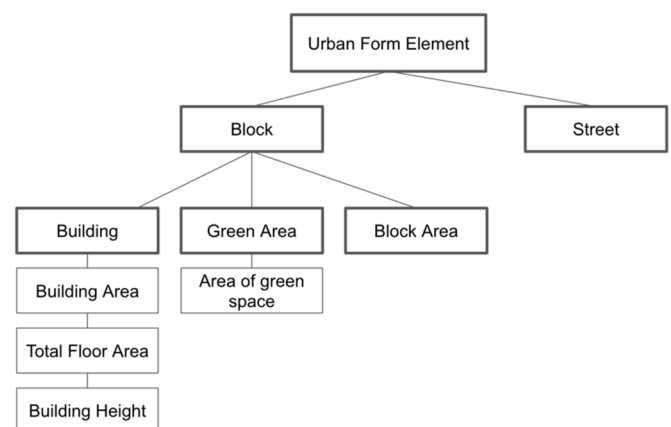 Urban Form Element
Block
Street
Building
Green Area
Block Area
Building Area
Area of green
space
Total Floor Area
Building Height